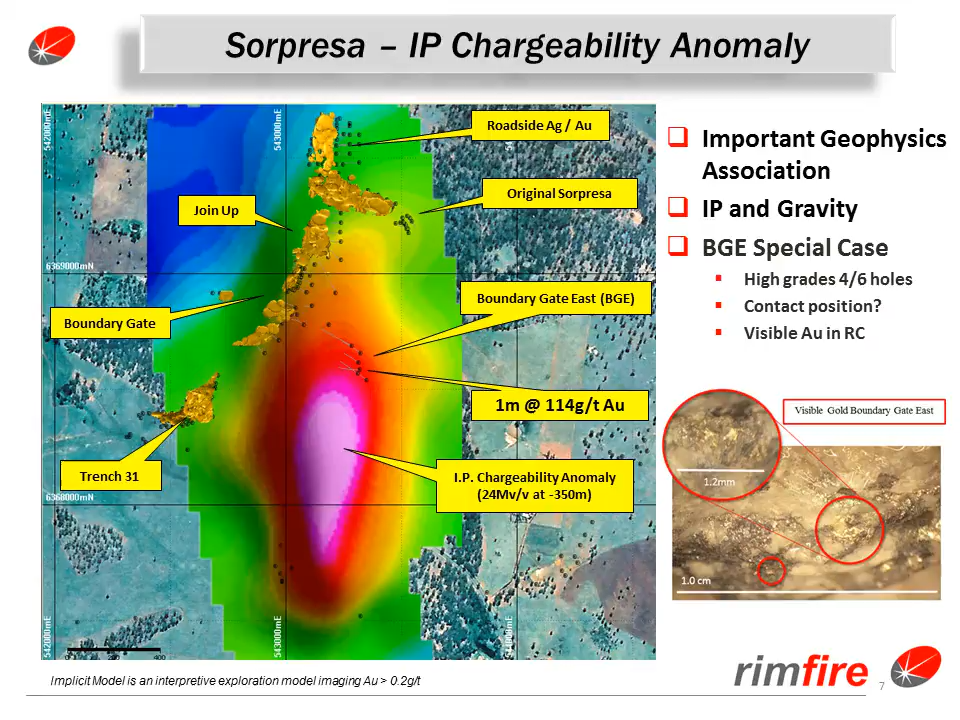 Sorpresa – IP Chargeability Anomaly
542000mE
543000mE
Roadside Ag / Au
Original Sorpresa
Join Up
6369000mN
Boundary Gate East (BGE)
Boundary Gate
1m @ 114g/t Au
I.P. Chargeability Anomaly
(24Mv/v at -350m)
Trench 31
6368000mN
542000mE
543000mE
400
Important Geophysics
Association
IP and Gravity
BGE Special Case
High grades 4/6 holes
Contact position?
Visible Au in RC
Visible Gold Boundary Gate East
1.2mm
1.0 cm
Implicit Model is an interpretive exploration model imaging Au > 0.2g/t
rimfire
7